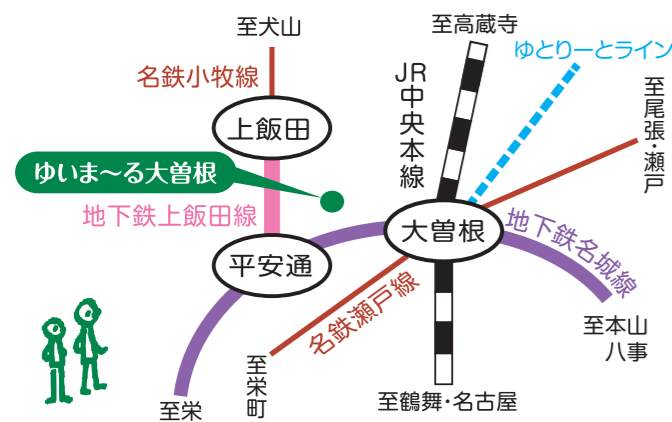 至犬山
至高蔵寺
ゆとりーとライン
名鉄小牧線
JR中央本線
至尾張・瀬戸
上飯田
ゆいま～る大曽根
地下鉄上飯田線
大曽根
地下鉄名城線
平安通
名鉄瀬戸線
至本山
八事
至栄町
至栄
至鶴舞・名古屋